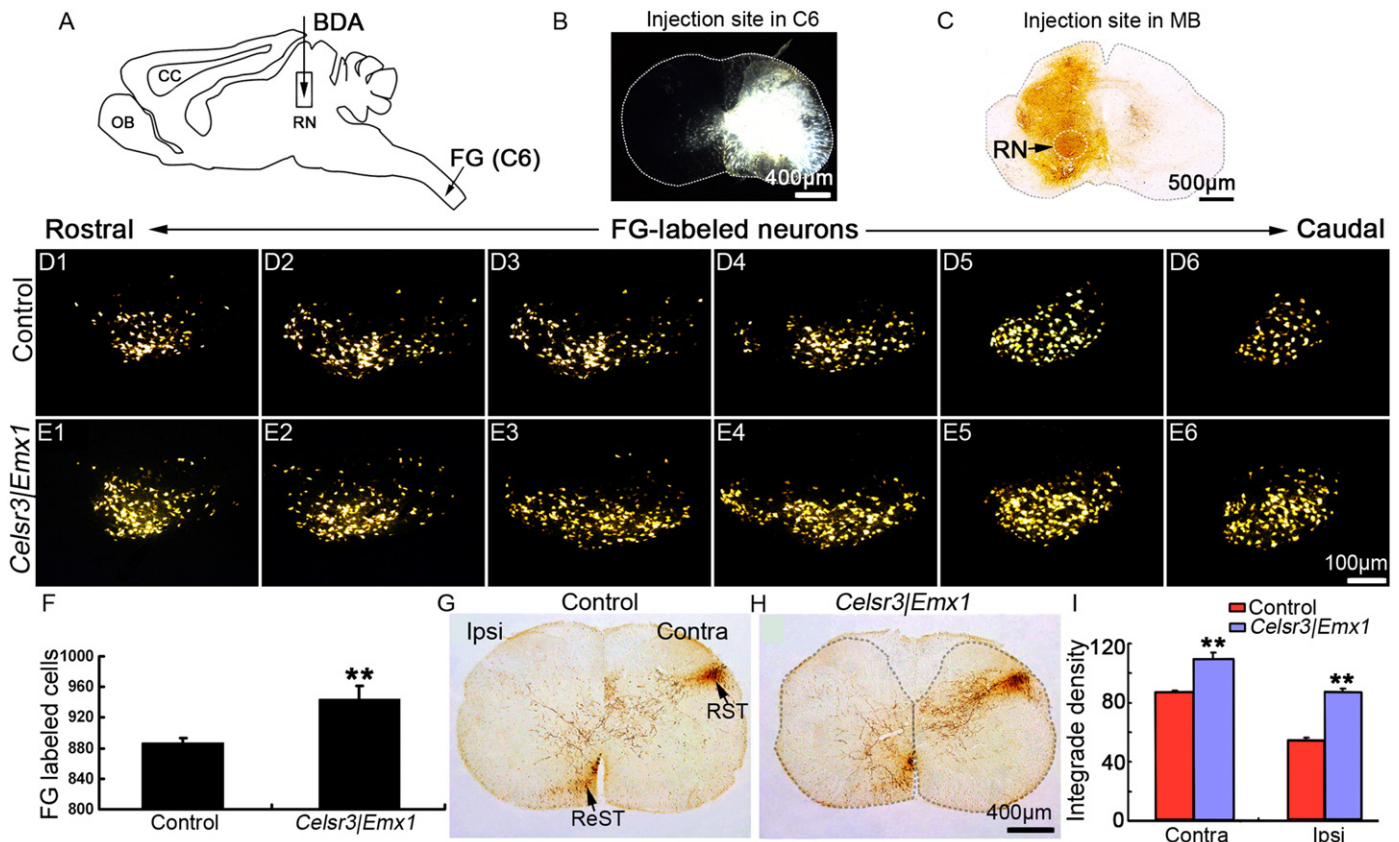 A
BDA
CC
OB
RN
FG (C6)
B
Injection site in C6
400µm
C
Injection site in MB
RN
500µm
Rostral
FG-labeled neurons
Caudal
Control
D1
D2
D3
D4
D5
D6
Celsr3|Emx1
E1
E2
E3
E4
E5
E6
100µm
F
FG labeled cells
1000
960
920
880
840
800
**
Control
Celsr3|Emx1
G
Control
Ipsi
Contra
RST
ReST
H
Celsr3|Emx1
400µm
I
Control
Celsr3|Emx1
Integrade density
120
80
40
0
**
**
Contra
Ipsi